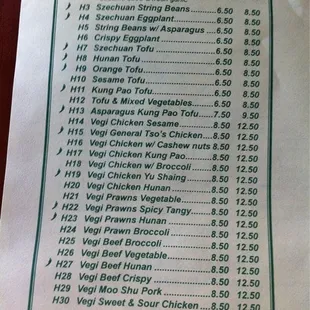 H3 Szechuan String Beans..........6.50 8.50
H4 Szechuan Eggplant..........6.50 8.50
H5 String Beans w/ Asparagus....6.50 8.50
H6 Crispy Eggplant..........6.50 8.50
H7 Szechuan Tofu..........6.50 8.50
H8 Hunan Tofu..........6.50 8.50
H9 Orange Tofu..........6.50 8.50
H10 Sesame Tofu..........6.50 8.50
H11 Kung Pao Tofu..........6.50 8.50
H12 Tofu & Mixed Vegetables..........6.50 8.50
H13 Asparagus Kung Pao Tofu.......7.50 9.50
H14 Vegi Chicken Sesame..........8.50 12.50
H15 Vegi General Tso's Chicken....8.50 12.50
H16 Vegi Chicken w/ Cashew nuts 8.50 12.50
H17 Vegi Chicken Kung Pao..........8.50 12.50
H18 Vegi Chicken w/ Broccoli..........8.50 12.50
H19 Vegi Chicken Yu Shaing..........8.50 12.50
H20 Vegi Chicken Hunan..........8.50 12.50
H21 Vegi Prawns Vegetable..........8.50 12.50
H22 Vegi Prawns Spicy Tangy.......8.50 12.50
H23 Vegi Prawns Hunan..........8.50 12.50
H24 Vegi Prawn Broccoli..........8.50 12.50
H25 Vegi Beef Broccoli..........8.50 12.50
H26 Vegi Beef Vegetable..........8.50 12.50
H27 Vegi Beef Hunan..........8.50 12.50
H28 Vegi Beef Crispy..........8.50 12.50
H29 Vegi Moo Shu Pork..........8.50 12.50
H30 Vegi Sweet & Sour Chicken....8.50 12.50